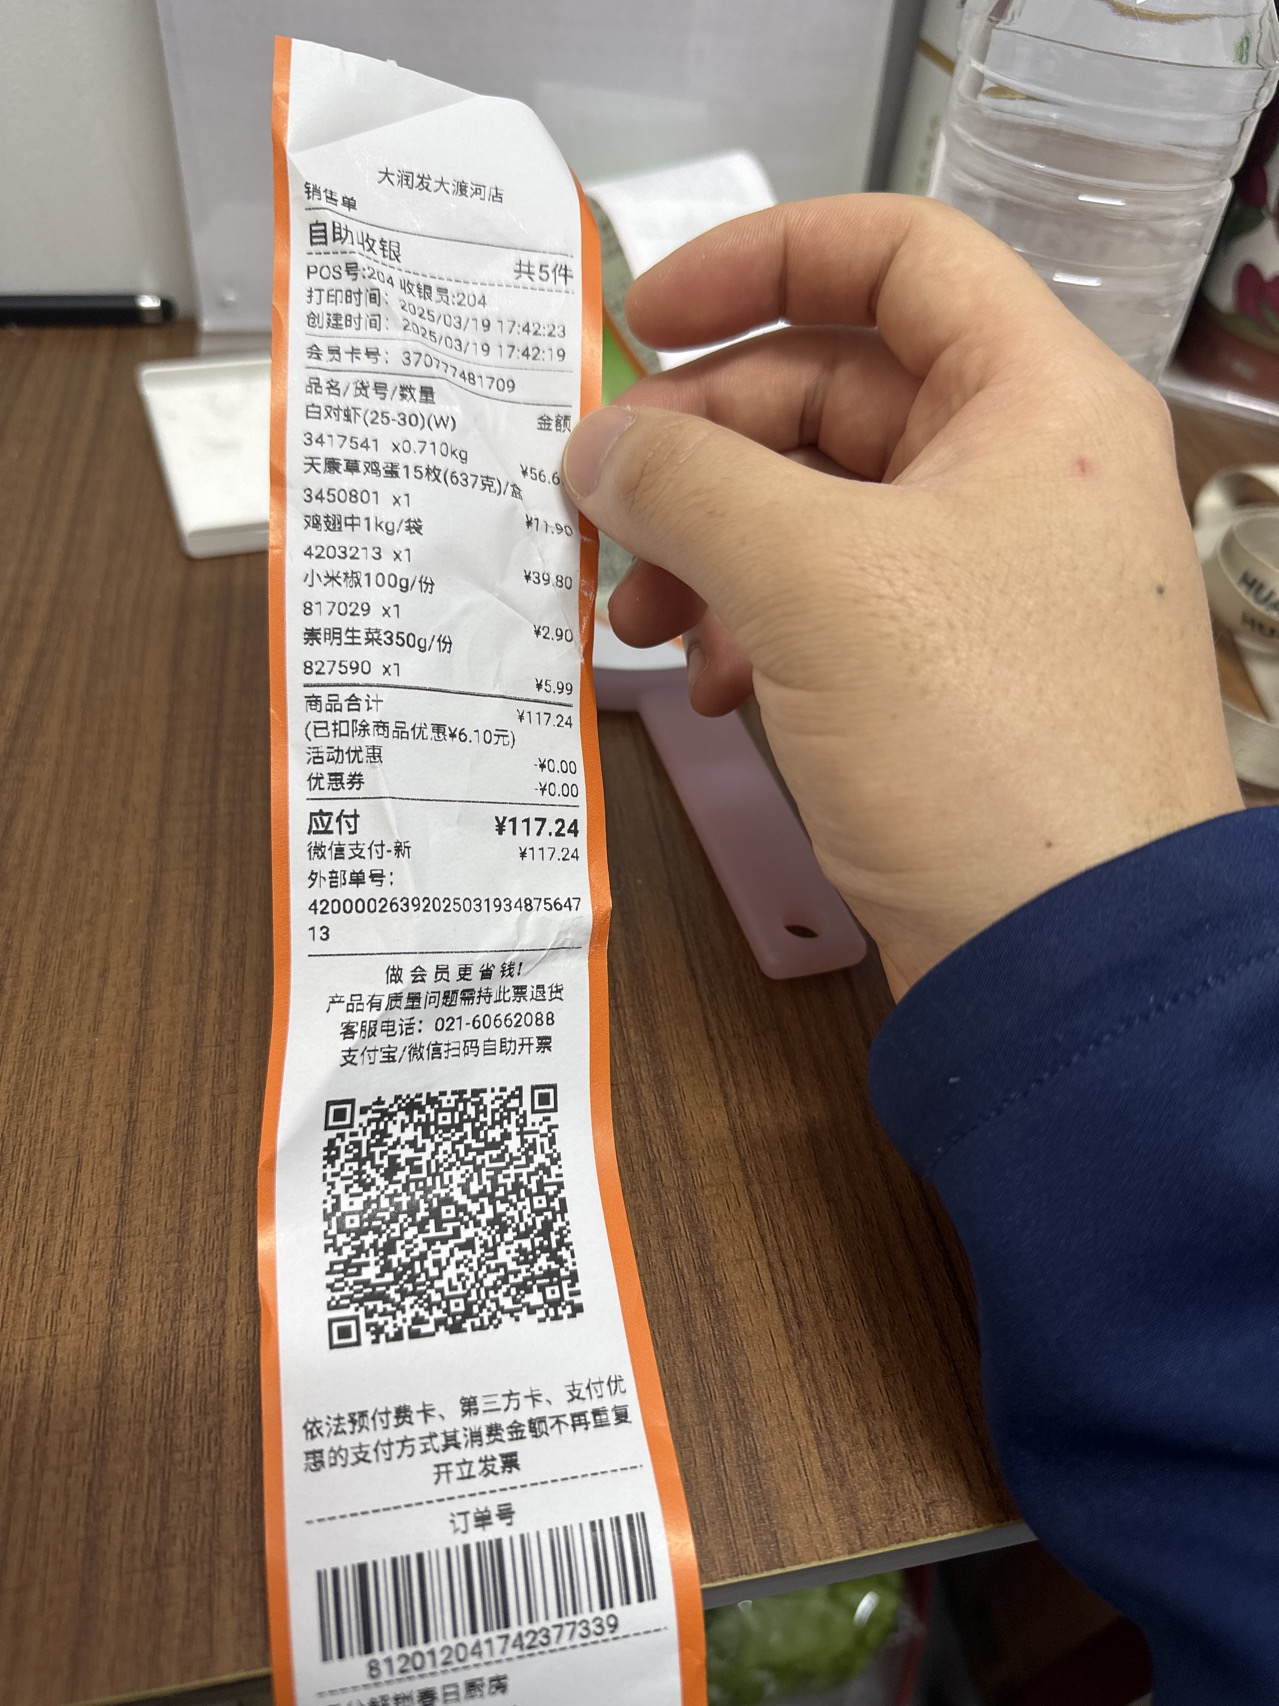 大润发大渡河店
销售单
自助收银 共5件
POS号:204 收银员:204
打印时间: 2025/03/19 17:42:23
创建时间: 2025/03/19 17:42:19
会员卡号: 370777481709
品名/货号/数量 金额
白对虾(25-30)(W)
3417541 x0.710kg ¥56.6
天康草鸡蛋15枚(637克)/盒
3450801 x1 ¥11.90
鸡翅中1kg/袋
4203213 x1 ¥39.80
小米椒100g/份
817029 x1 ¥2.90
崇明生菜350g/份
827590 x1 ¥5.99
商品合计 ¥117.24
(已扣除商品优惠¥6.10元)
活动优惠 -¥0.00
优惠券 -¥0.00
应付 ¥117.24
微信支付-新 ¥117.24
外部单号:
42000026392025031934875647
13
做会员更省钱!
产品有质量问题需持此票退货
客服电话: 021-60662088
支付宝/微信扫码自助开票
依法预付费卡、第三方卡、支付优
惠的支付方式其消费金额不再重复
开立发票
订单号
812012041742377339
春日厨房
HUA